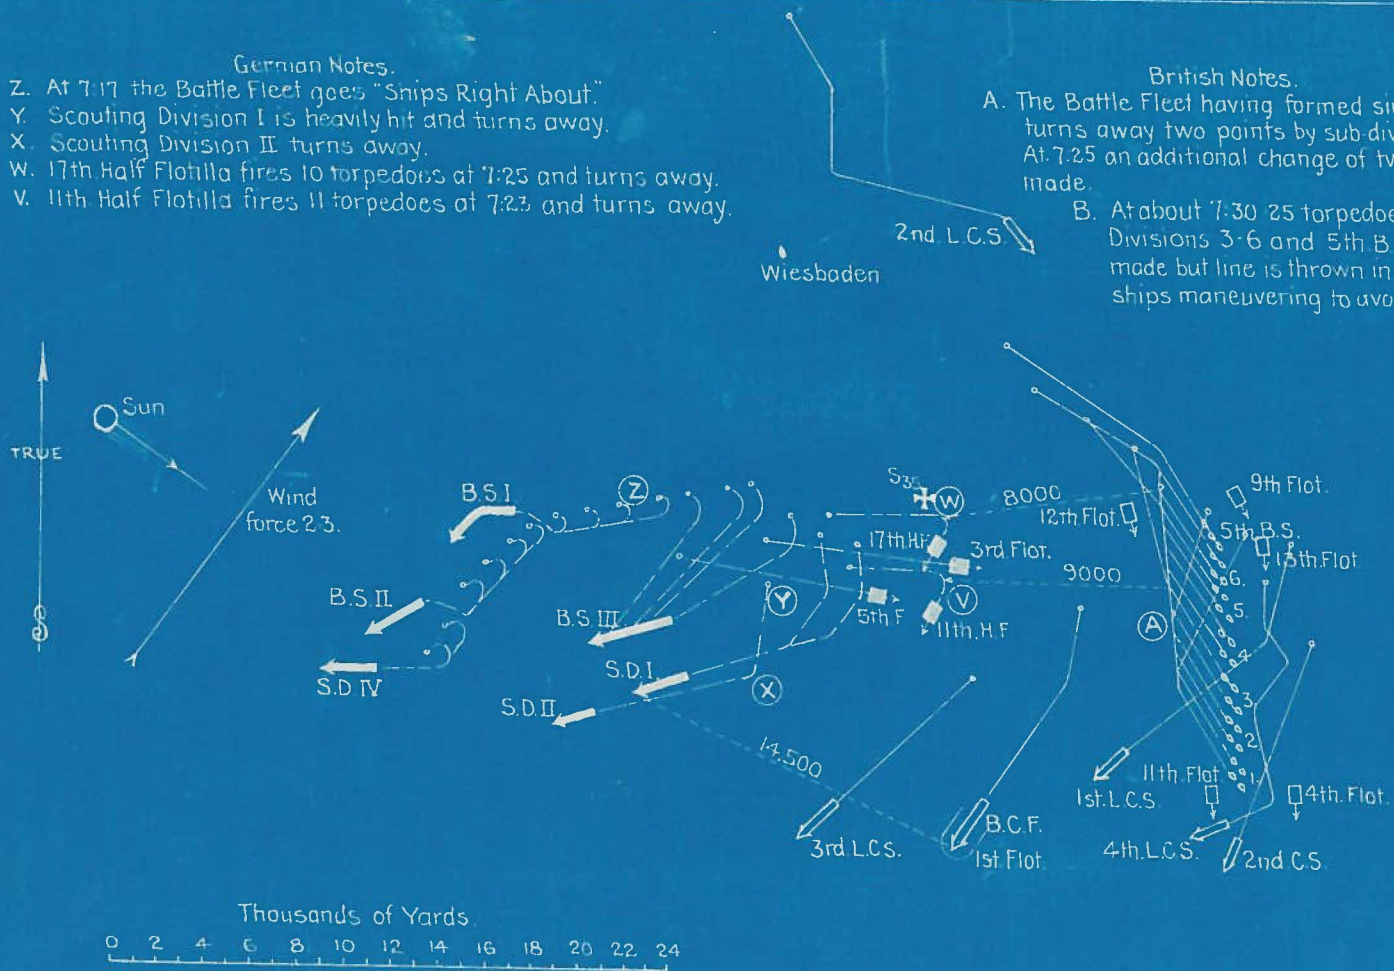 German Notes.
Z. At 7:17 the Battle Fleet goes "Ships Right About."
Y. Scouting Division I is heavily hit and turns away.
X. Scouting Division II turns away.
W. 17th Half Flotilla fires 10 torpedoes at 7:25 and turns away.
V. 11th Half Flotilla fires 11 torpedoes at 7:23 and turns away.
British Notes.
A. The Battle Fleet having formed
turns away two points by
At 7.25 an additional change of
made.
B. At about 7:30 25
Divisions 3-6 and 5th B.
made but line is thrown in
ships maneuvering to
2nd L.C.S.
Wiesbaden
TRUE
Sun
Wind
force 2 3.
B.S.I
Z
B.S.II.
S.D IV
B.S. III
S.D.I.
S.D.II.
Y
X
S35
W
17th H.F.
3rd Flot.
5th F
V
11th. H.F
8000
9000
14,500
12th Flot.
9th Flot.
5th B.S.
13th Flot
6.
5.
4
3
2
1.
A
1st L.C.S.
11th Flot.
4th. Flot.
4th. L.C.S.
2nd C.S.
3rd L.C.S.
B.C.F.
1st Flot.
Thousands of Yards.
0 2 4 6 8 10 12 14 16 18 20 22 24